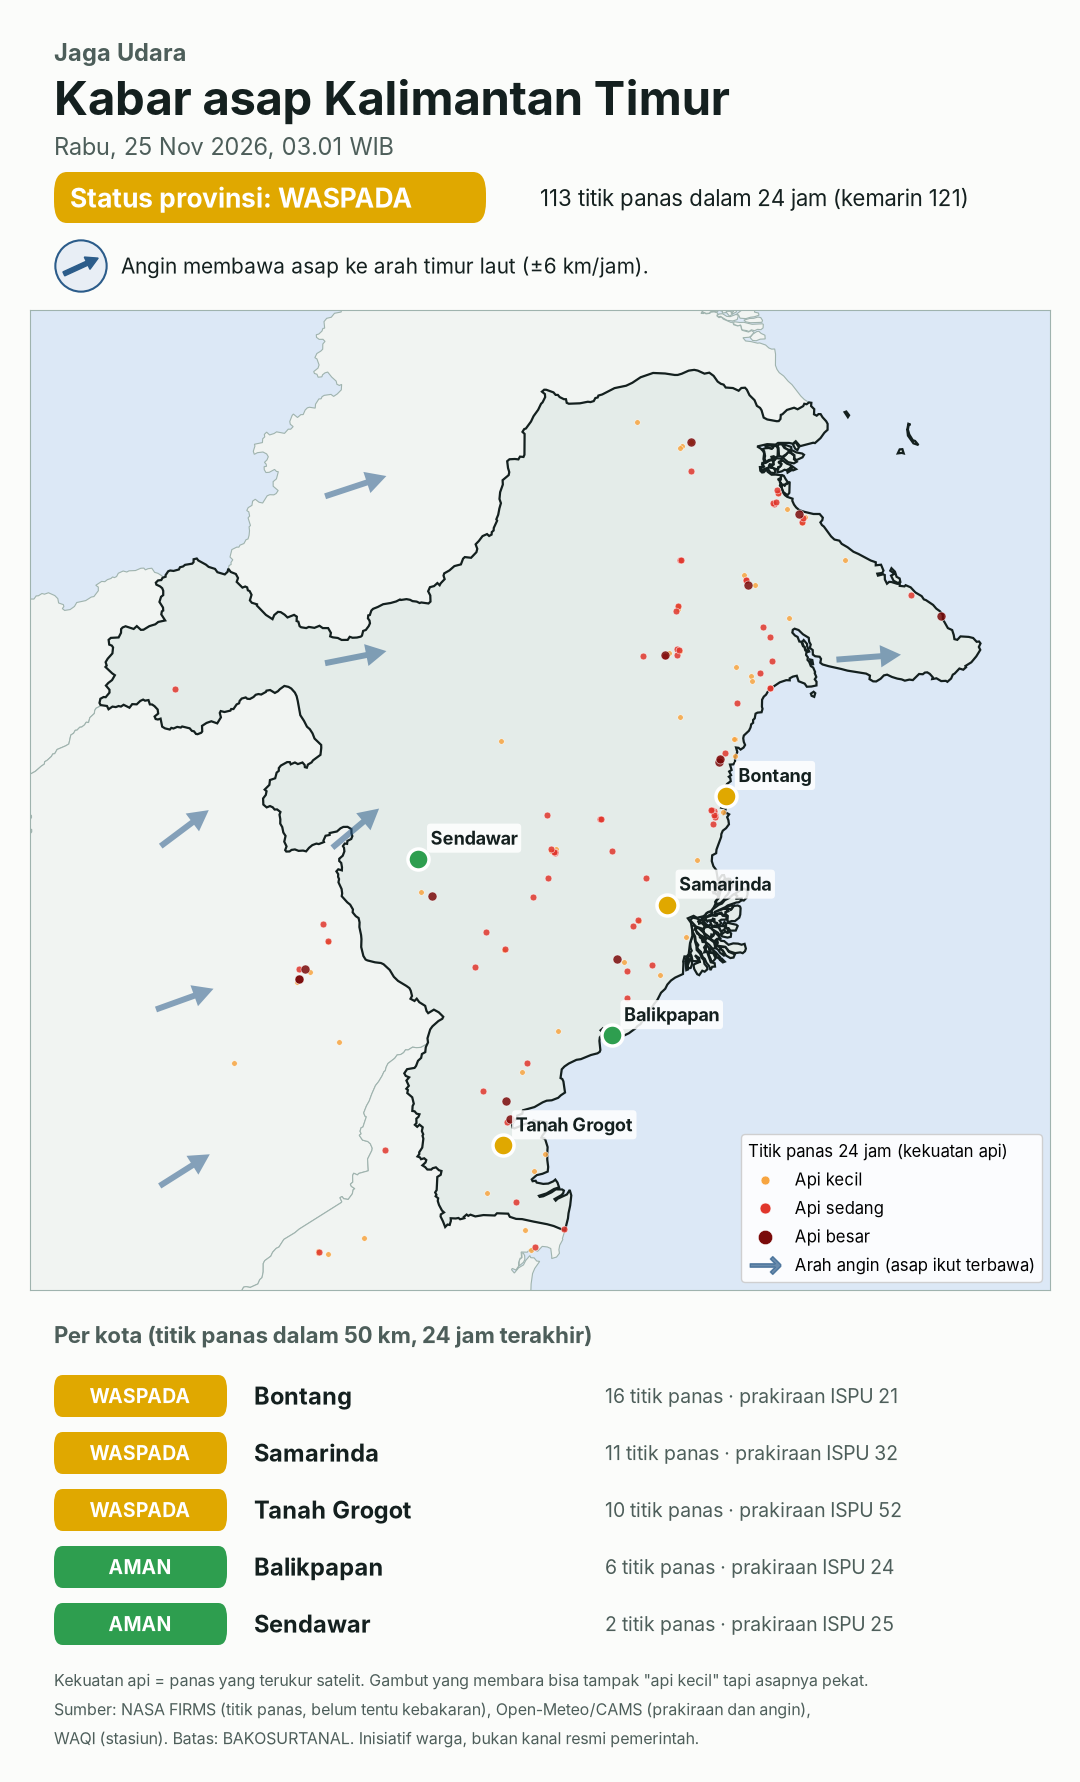 Jaga Udara
Kabar asap Kalimantan Timur
Rabu, 25 Nov 2026, 03.01 WIB
Status provinsi: WASPADA
113 titik panas dalam 24 jam (kemarin 121)
Angin membawa asap ke arah timur laut (±6 km/jam).
Bontang
Sendawar
Samarinda
Balikpapan
Tanah Grogot
Titik panas 24 jam (kekuatan api)
Api kecil
Api sedang
Api besar
Arah angin (asap ikut terbawa)
Per kota (titik panas dalam 50 km, 24 jam terakhir)
WASPADA Bontang 16 titik panas · prakiraan ISPU 21
WASPADA Samarinda 11 titik panas · prakiraan ISPU 32
WASPADA Tanah Grogot 10 titik panas · prakiraan ISPU 52
AMAN Balikpapan 6 titik panas · prakiraan ISPU 24
AMAN Sendawar 2 titik panas · prakiraan ISPU 25
Kekuatan api = panas yang terukur satelit. Gambut yang membara bisa tampak "api kecil" tapi asapnya pekat.
Sumber: NASA FIRMS (titik panas, belum tentu kebakaran), Open-Meteo/CAMS (prakiraan dan angin),
WAQI (stasiun). Batas: BAKOSURTANAL. Inisiatif warga, bukan kanal resmi pemerintah.